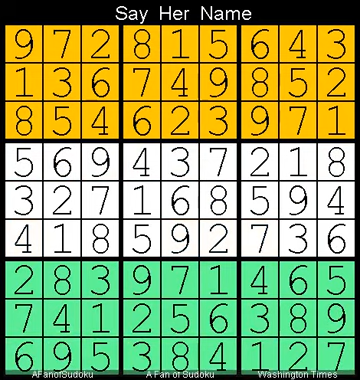 Say Her Name
9 7 2 8 1 5 6 4 3
1 3 6 7 4 9 8 5 2
8 5 4 6 2 3 9 7 1
5 6 9 4 3 7 2 1 8
3 2 7 1 6 8 5 9 4
4 1 8 5 9 2 7 3 6
2 8 3 9 7 1 4 6 5
7 4 1 2 5 6 3 8 9
6 9 5 3 8 4 1 2 7
AFanofSudoku A Fan of Sudoku Washington Times